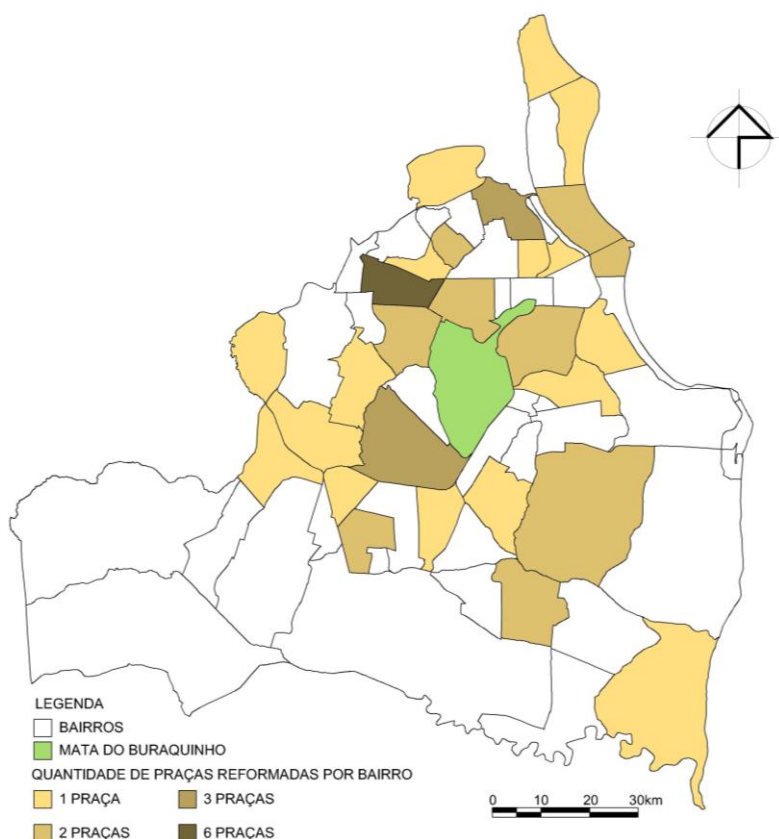 LEGENDA
BAIRROS
MATA DO BURAQUINHO
QUANTIDADE DE PRAÇAS REFORMADAS POR BAIRRO
1 PRAÇA 3 PRAÇAS
2 PRAÇAS 6 PRAÇAS
0 10 20 30km